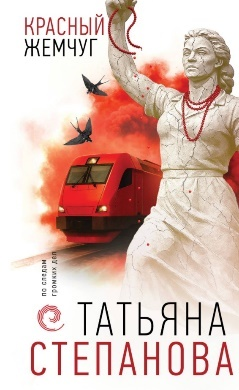 КРАСНЫЙ
ЖЕМЧУГ
по следам
громких дел
ТАТЬЯНА
СТЕПАНОВА